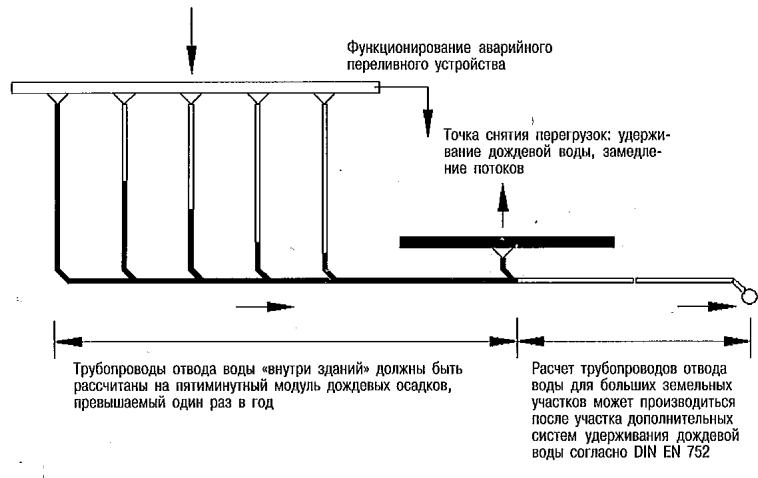 Функционирование аварийного
переливного устройства
Точка снятия перегрузок: удержи-
вание дождевой воды, замедле-
ние потоков
Трубопроводы отвода воды «внутри зданий» должны быть
рассчитаны на пятиминутный модуль дождевых осадков,
превышаемый один раз в год
Расчет трубопроводов отвода
воды для больших земельных
участков может производиться
после участка дополнительных
систем удерживания дождевой
воды согласно DIN EN 752